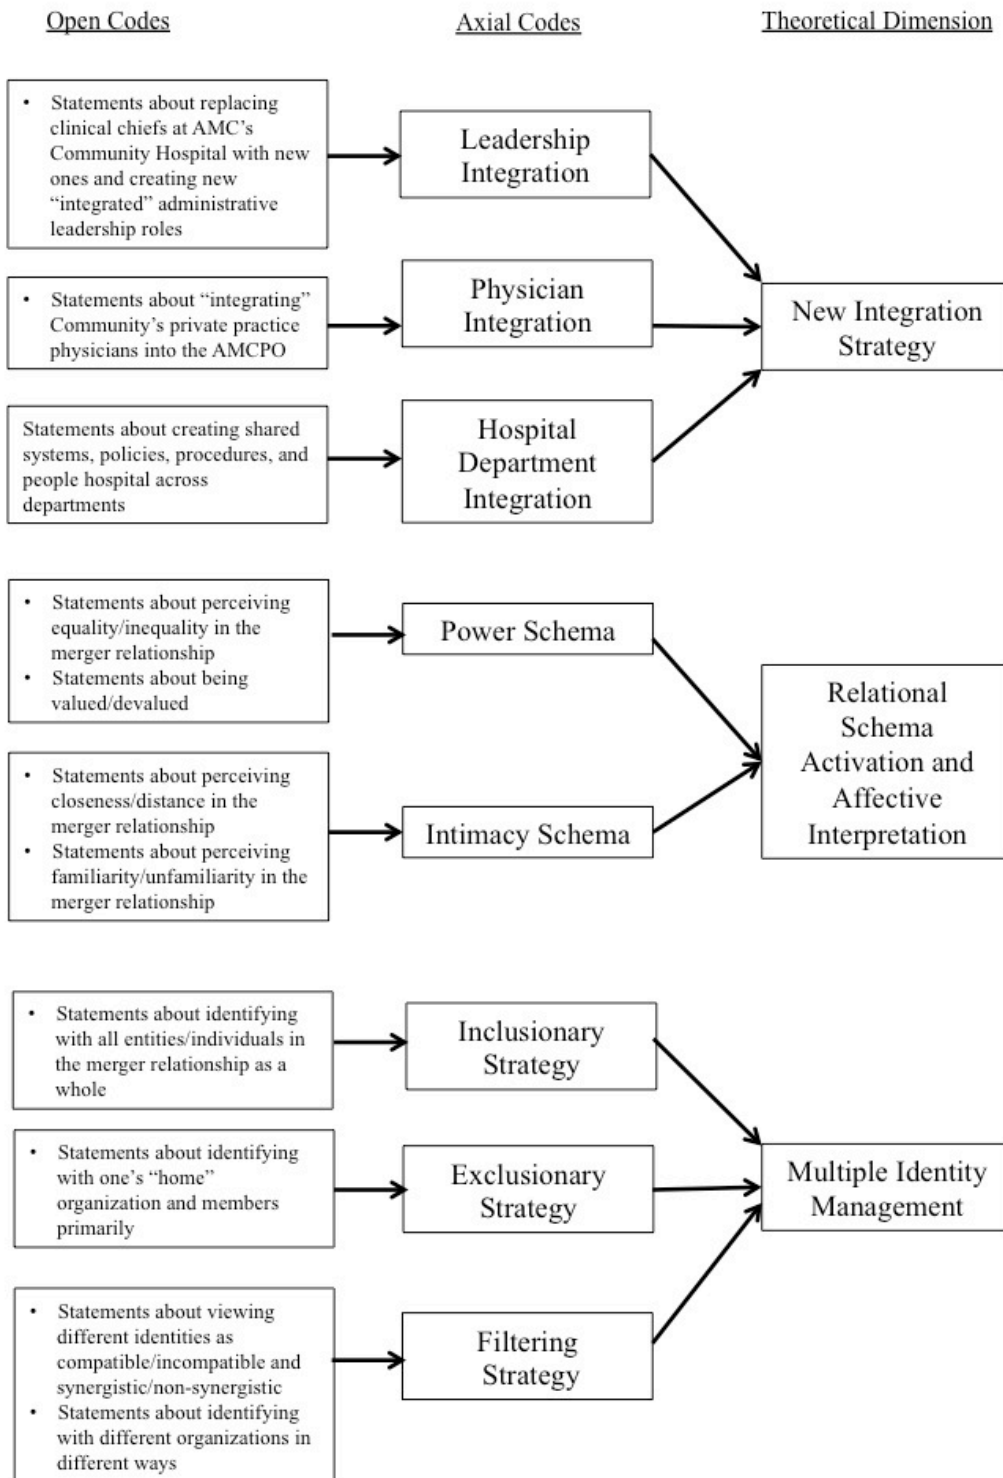 Open Codes
Axial Codes
Theoretical Dimension
• Statements about replacing
clinical chiefs at AMC's
Community Hospital with new
ones and creating new
“integrated” administrative
leadership roles
Leadership
Integration
• Statements about “integrating”
Community's private practice
physicians into the AMCPO
Physician
Integration
Statements about creating shared
systems, policies, procedures, and
people hospital across
departments
Hospital
Department
Integration
New Integration
Strategy
• Statements about perceiving
equality/inequality in the
merger relationship
• Statements about being
valued/devalued
Power Schema
• Statements about perceiving
closeness/distance in the
merger relationship
• Statements about perceiving
familiarity/unfamiliarity in the
merger relationship
Intimacy Schema
Relational
Schema
Activation and
Affective
Interpretation
• Statements about identifying
with all entities/individuals in
the merger relationship as a
whole
Inclusionary
Strategy
• Statements about identifying
with one's “home”
organization and members
primarily
Exclusionary
Strategy
• Statements about viewing
different identities as
compatible/incompatible and
synergistic/non-synergistic
• Statements about identifying
with different organizations in
different ways
Filtering
Strategy
Multiple Identity
Management